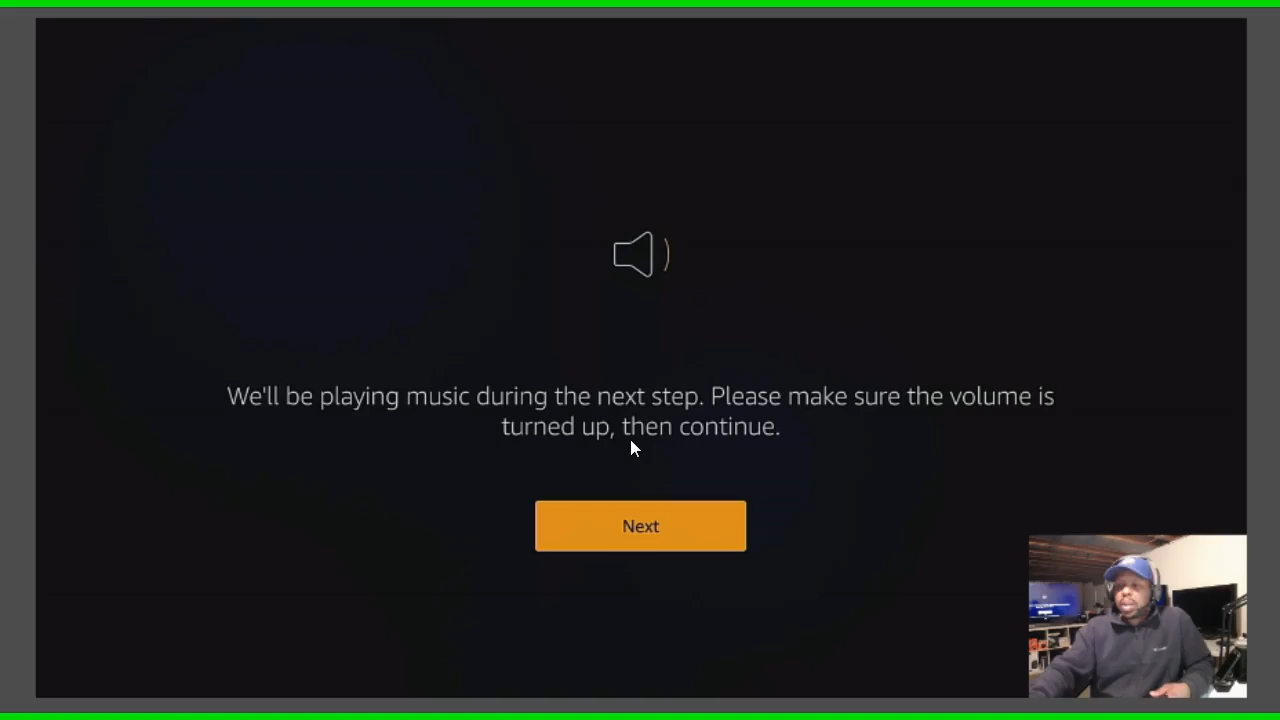 We'll be playing music during the next step. Please make sure the volume is
turned up, then continue.
Next